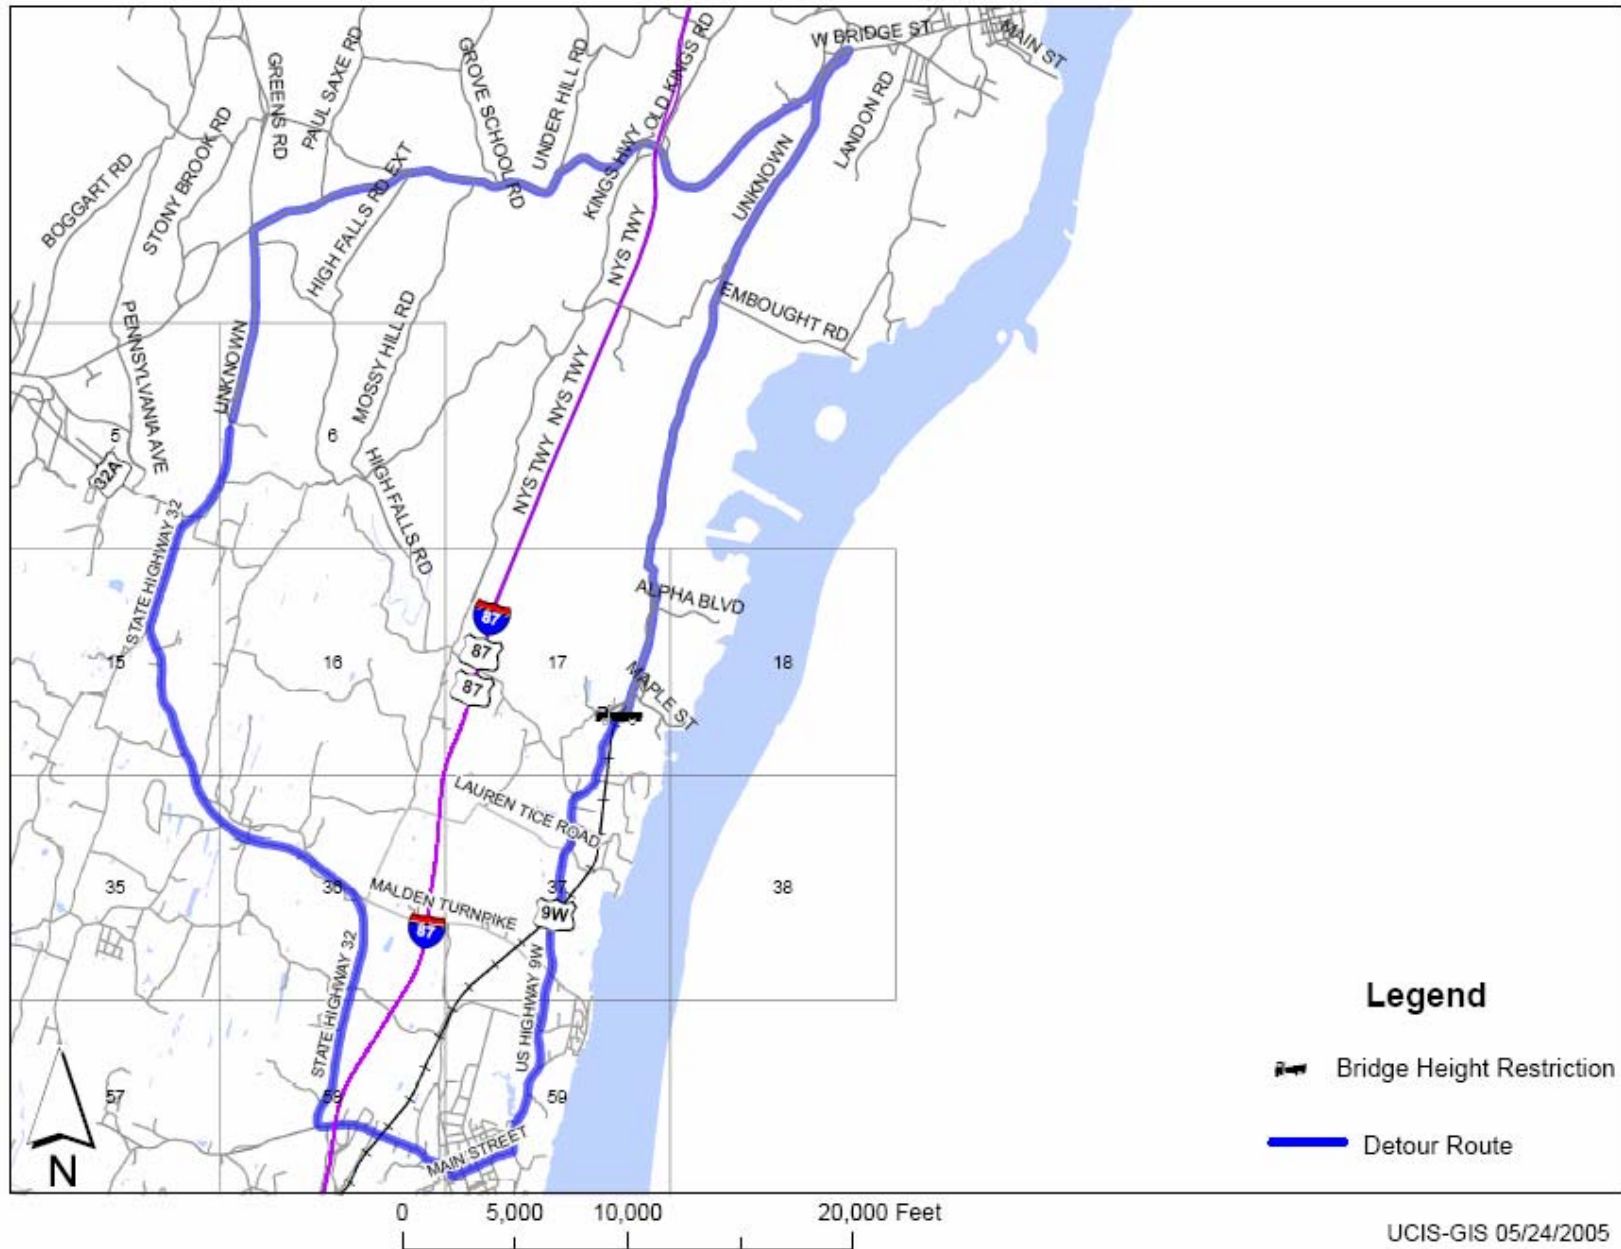 W BRIDGE ST
MAIN ST
GREENS RD
PAUL SAXE RD
GROVE SCHOOL RD
UNDER HILL RD
OLD KINGS RD
KINGS HWY
LANDON RD
UNKNOWN
BOGGART RD
STONY BROOK RD
HIGH FALLS RD EXT
NYS TWY
EMBOUGHT RD
PENNSYLVANIA AVE
UNKNOWN
MOSSY HILL RD
NYS TWY
NYS TWY
5
6
32A
HIGH FALLS RD
STATE HIGHWAY 32
ALPHA BLVD
87
87
87
15
16
17
18
MAPLE ST
LAUREN TICE ROAD
35
36
37
38
MALDEN TURNPIKE
9W
87
STATE HIGHWAY 32
US HIGHWAY 9W
57
58
59
MAIN STREET
N
Legend
Bridge Height Restriction
Detour Route
0 5,000 10,000 20,000 Feet
UCIS-GIS 05/24/2005